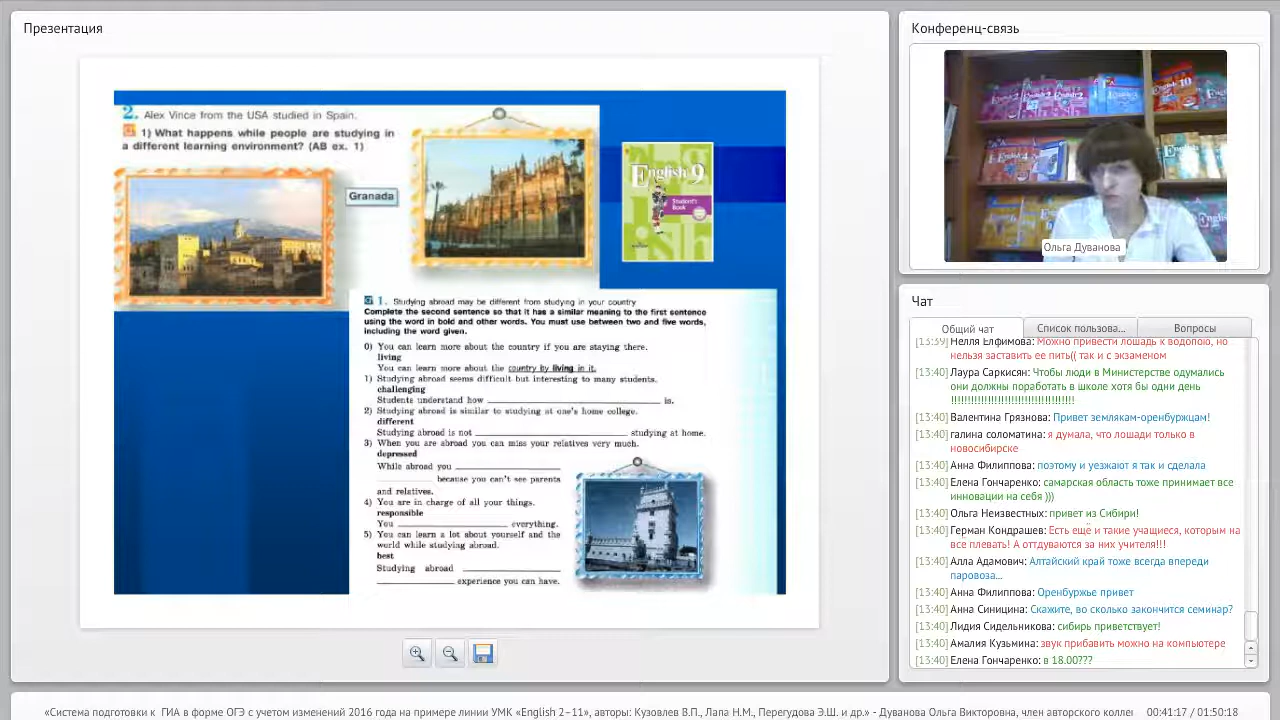 Презентация
2. Alex Vince from the USA studied in Spain.
1) What happens while people are studying in
a different learning environment? (AB ex. 1)
Granada
English 9
Student's
Book
1. Studying abroad may be different from studying in your country
Complete the second sentence so that it has a similar meaning to the first sentence
using the word in bold and other words. You must use between two and five words,
including the word given.
0) You can learn more about the country if you are staying there.
living
You can learn more about the country by living in it.
1) Studying abroad seems difficult but interesting to many students.
challenging
Students understand how ______ is.
2) Studying abroad is similar to studying at one's home college.
different
Studying abroad is not ______ studying at home.
3) When you are abroad you can miss your relatives very much.
depressed
While abroad you ______
______ because you can't see parents
and relatives.
4) You are in charge of all your things.
responsible
You ______ everything.
5) You can learn a lot about yourself and the
world while studying abroad.
best
Studying abroad ______
______ experience you can have.
Конференц-связь
Ольга Дуванова
Чат
Общий чат
Список пользова...
Вопросы
[13:39] Нелля Елфимова: Можно привести лошадь к водопою, но
нельзя заставить ее пить(( так и с экзаменом
[13:40] Лаура Саркисян: Чтобы люди в Министерстве одумались
они должны поработать в школе хотя бы один день
!!!!!!!!!!!!!!!!!!!!!!!!!!!!!!!!!!!!!
[13:40] Валентина Грязнова: Привет землякам-оренбуржцам!
[13:40] галина соломатина: я думала, что лошади только в
новосибирске
[13:40] Анна Филиппова: поэтому и уезжают я так и сделала
[13:40] Елена Гончаренко: самарская область тоже принимает все
инновации на себя )))
[13:40] Ольга Неизвестных: привет из Сибири!
[13:40] Герман Кондрашев: Есть ещё и такие учащиеся, которым на
все плевать! А оттдуваются за них учителя!!!
[13:40] Алла Адамович: Алтайский край тоже всегда впереди
паровоза...
[13:40] Анна Филиппова: Оренбуржье привет
[13:40] Анна Синицина: Скажите, во сколько закончится семинар?
[13:40] Лидия Сидельникова: сибирь приветствует!
[13:40] Амалия Кузьмина: звук прибавить можно на компьютере
[13:40] Елена Гончаренко: в 18.00???
«Система подготовки к ГИА в форме ОГЭ с учетом изменений 2016 года на примере линии УМК «English 2–11», авторы: Кузовлев В.П., Лапа Н.М., Перегудова Э.Ш. и др.» - Дуванова Ольга Викторовна, член авторского коллек
00:41:17 / 01:50:18